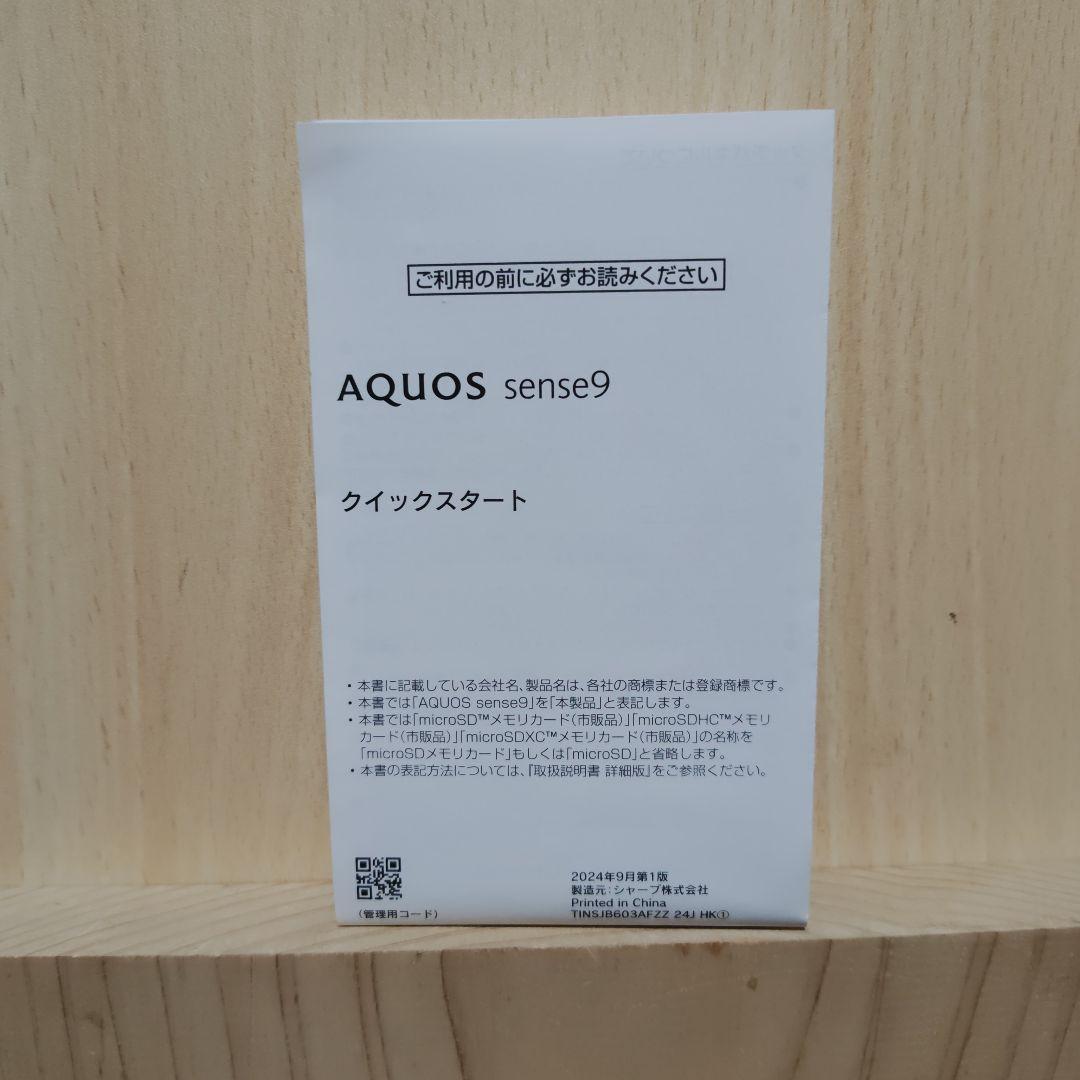 ご利用の前に必ずお読みください
AQUOS sense9
クイックスタート
・本書に記載している会社名、製品名は、各社の商標または登録商標です。
・本書では「AQUOS sense9」を「本製品」と表記します。
・本書では「microSD™メモリカード(市販品)」「microSDHC™メモリ
カード(市販品)」「microSDXC™メモリカード(市販品)」の名称を
「microSDメモリカード」もしくは「microSD」と省略します。
・本書の表記方法については、『取扱説明書 詳細版』をご参照ください。
(管理用コード)
2024年9月第1版
製造元:シャープ株式会社
Printed in China
TINSJB603AFZZ 24J HK①